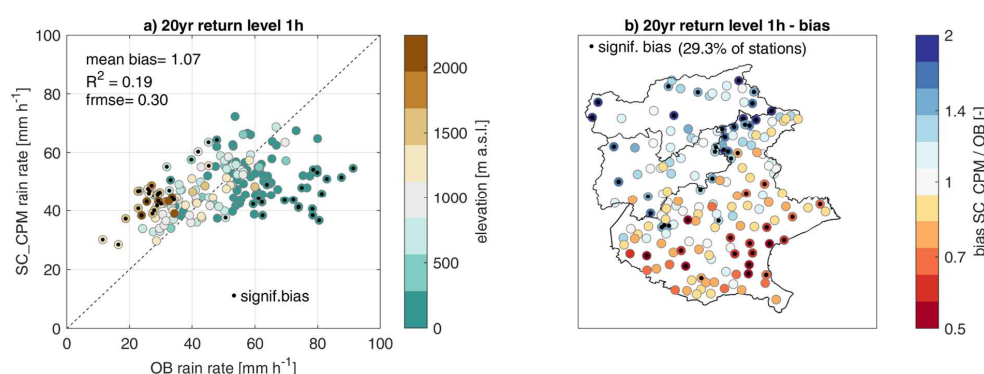 a) 20yr return level 1h
mean bias= 1.07
R2 = 0.19
frmse= 0.30
signif.bias
SC_CPM rain rate [mm h-1]
100
80
60
40
20
0
0 20 40 60 80 100
OB rain rate [mm h-1]
2000
1500
1000
500
0
elevation [m a.s.l.]
b) 20yr return level 1h - bias
signif. bias (29.3% of stations)
2
1.4
1
0.7
0.5
bias SC_CPM / OB [-]